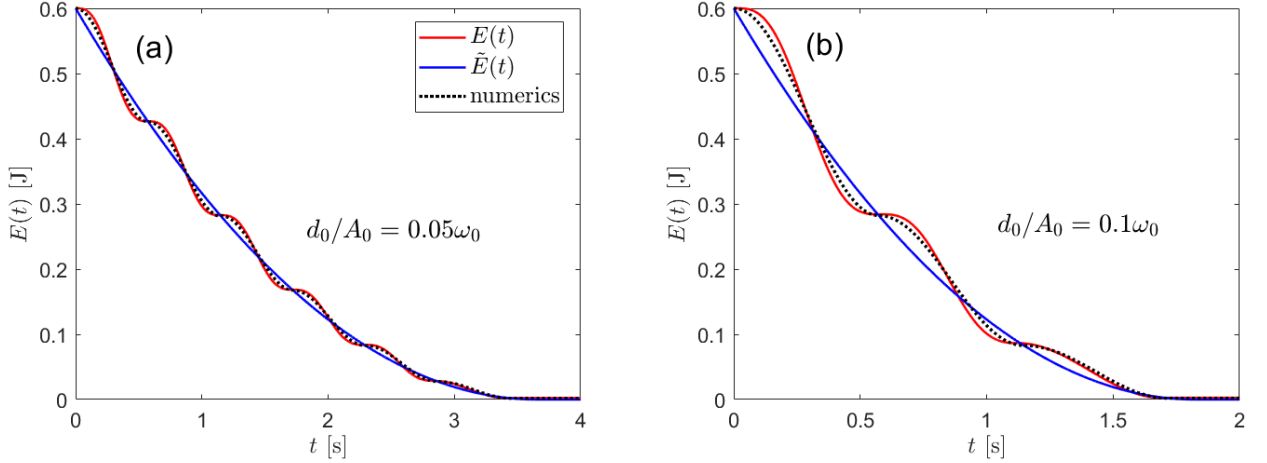 (a)
E(t)
Ẽ(t)
numerics
d₀/A₀ = 0.05ω₀
E(t) [J]
0.6
0.5
0.4
0.3
0.2
0.1
0
0 1 2 3 4
t [s]
(b)
d₀/A₀ = 0.1ω₀
E(t) [J]
0.6
0.5
0.4
0.3
0.2
0.1
0
0 0.5 1 1.5 2
t [s]